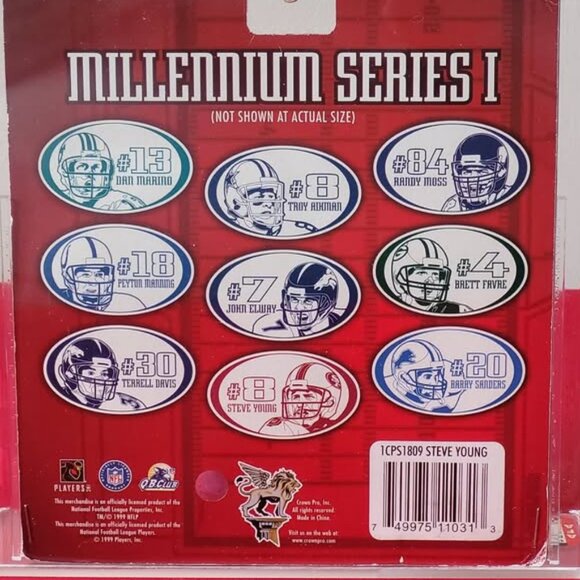 MILLENNIUM SERIES I
(NOT SHOWN AT ACTUAL SIZE)
#13
DAN MARINO
#8
TROY AIKMAN
#84
RANDY MOSS
#18
PEYTON MANNING
#7
JOHN ELWAY
#4
BRETT FAVRE
#30
TERRELL DAVIS
#8
STEVE YOUNG
#20
BARRY SANDERS
1CPS1809 STEVE YOUNG
PLAYERS INC
NFL
QB CLUB
This merchandise is an officially licensed product of the
National Football League Properties, Inc.
TM/© 1999 NFLP
This merchandise is an officially licensed product of the
National Football League Players.
© 1999 Players, Inc.
Crown Pro, Inc.
All rights reserved.
Made in China.
Visit us on the web at:
www.crownpro.com
7 49975 11031 3